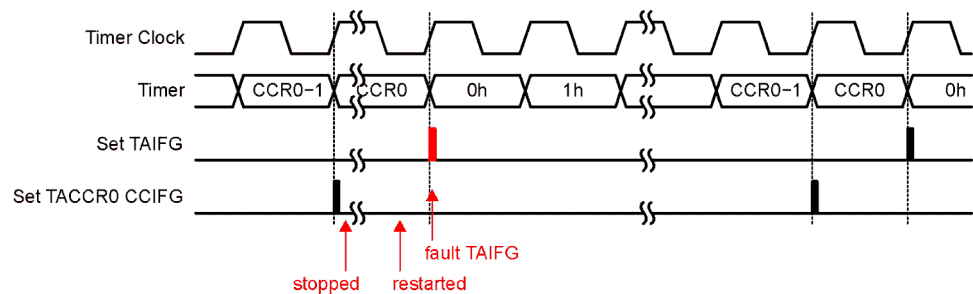 Timer Clock
Timer CCR0−1 CCR0 0h 1h CCR0−1 CCR0 0h
Set TAIFG
Set TACCR0 CCIFG
fault TAIFG
stopped restarted